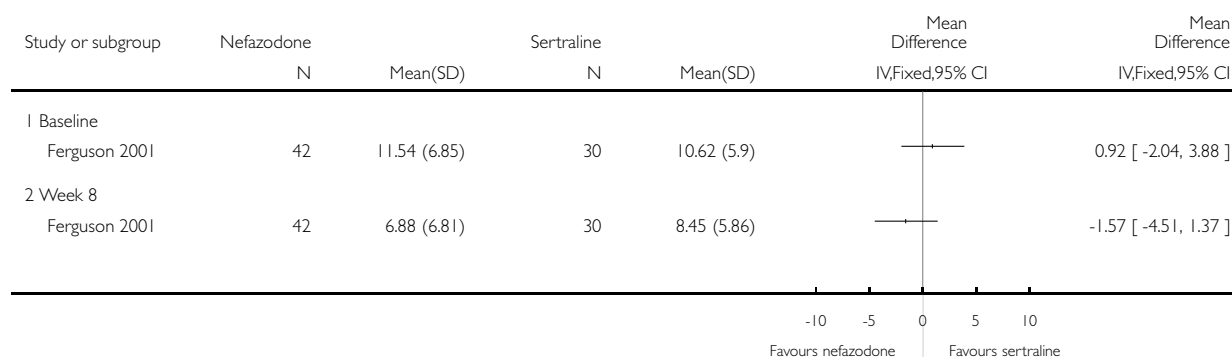 Study or subgroup Nefazodone Sertraline Mean Difference Mean Difference
N Mean(SD) N Mean(SD) IV,Fixed,95% CI IV,Fixed,95% CI
1 Baseline
Ferguson 2001 42 11.54 (6.85) 30 10.62 (5.9) 0.92 [ -2.04, 3.88 ]
2 Week 8
Ferguson 2001 42 6.88 (6.81) 30 8.45 (5.86) -1.57 [ -4.51, 1.37 ]
-10 -5 0 5 10
Favours nefazodone Favours sertraline